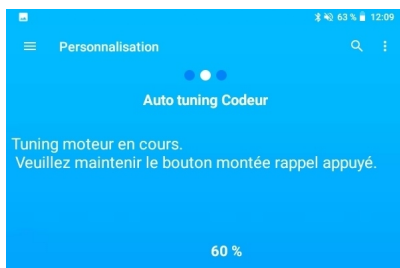 63 % 12:09
Personnalisation
Auto tuning Codeur
Tuning moteur en cours.
Veuillez maintenir le bouton montée rappel appuyé.
60 %